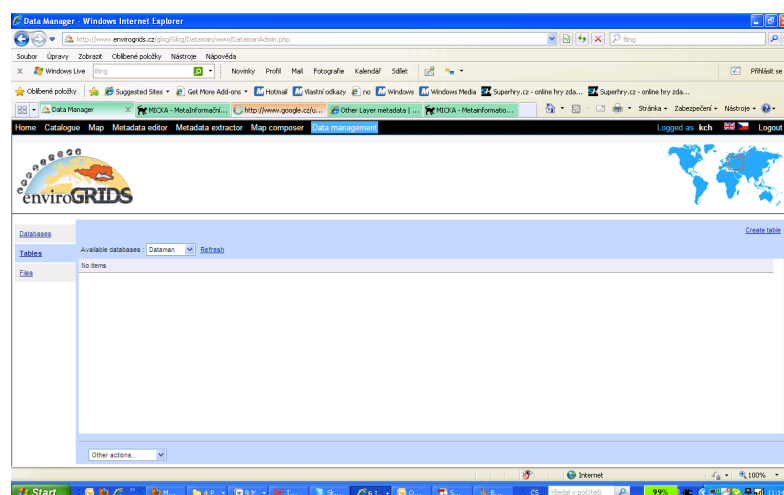 Data Manager - Windows Internet Explorer
http://www.envirogrids.cz/glog/Glog/Dataman/www/DatamanAdmin.php
Bing
Soubor Úpravy Zobrazit Oblíbené položky Nástroje Nápověda
X Windows Live Bing Novinky Profil Mail Fotografie Kalendář Sdílet Přihlásit se
Oblíbené položky Suggested Sites Get More Add-ons Hotmail Vlastní odkazy no Windows Windows Media Superhry.cz - online hry zda... Superhry.cz - online hry zda...
Data Manager MICKA - MetaInformační... http://www.google.cz/u... Other Layer metadata | ... MICKA - Metainformatio... Stránka Zabezpečení Nástroje
Home Catalogue Map Metadata editor Metadata extractor Map composer Data management Logged as kch Logout
enviroGRIDS
Create table
Databases
Tables
Files
Available databases : Dataman Refresh
No items
Other actions...
Internet 100%
Start CS Hledat v počítači 99%